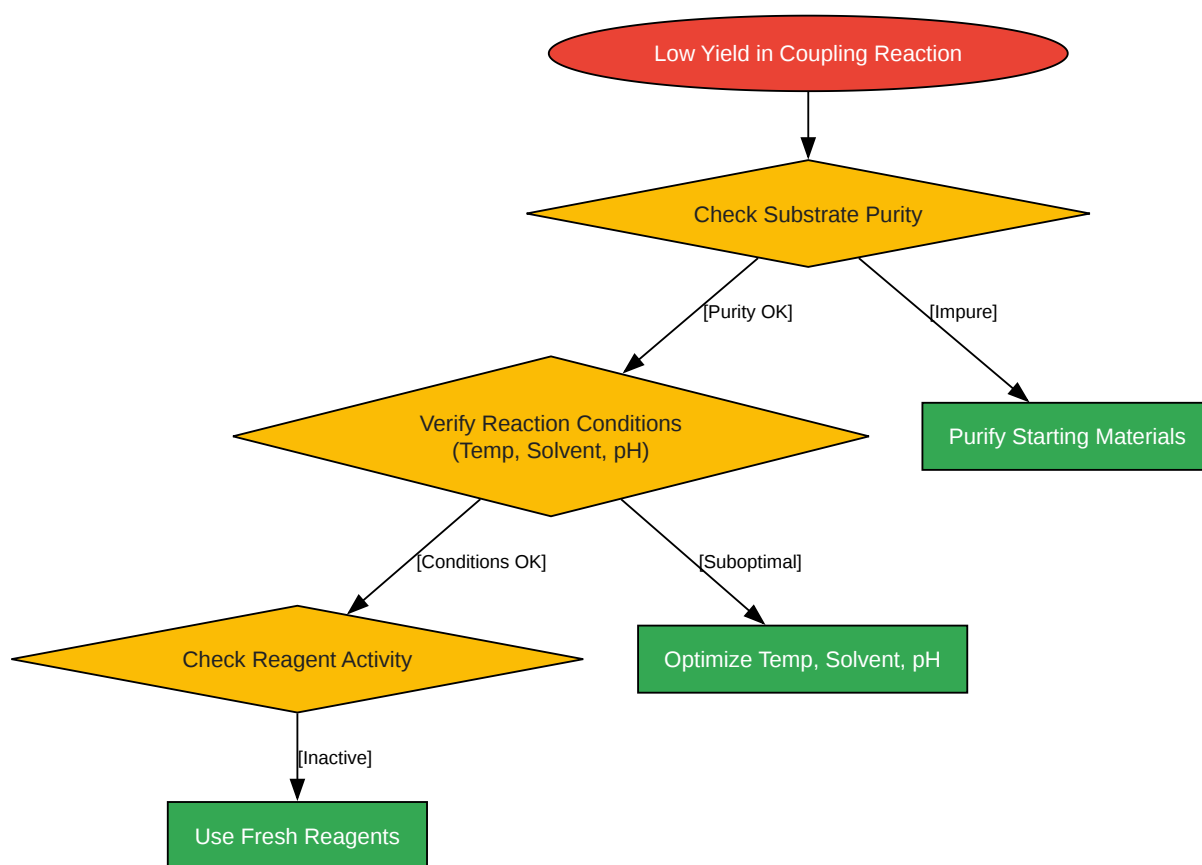 Low Yield in Coupling Reaction
Check Substrate Purity
[Purity OK]
[Impure]
Verify Reaction Conditions
(Temp, Solvent, pH)
Purify Starting Materials
[Conditions OK]
[Suboptimal]
Check Reagent Activity
Optimize Temp, Solvent, pH
[Inactive]
Use Fresh Reagents